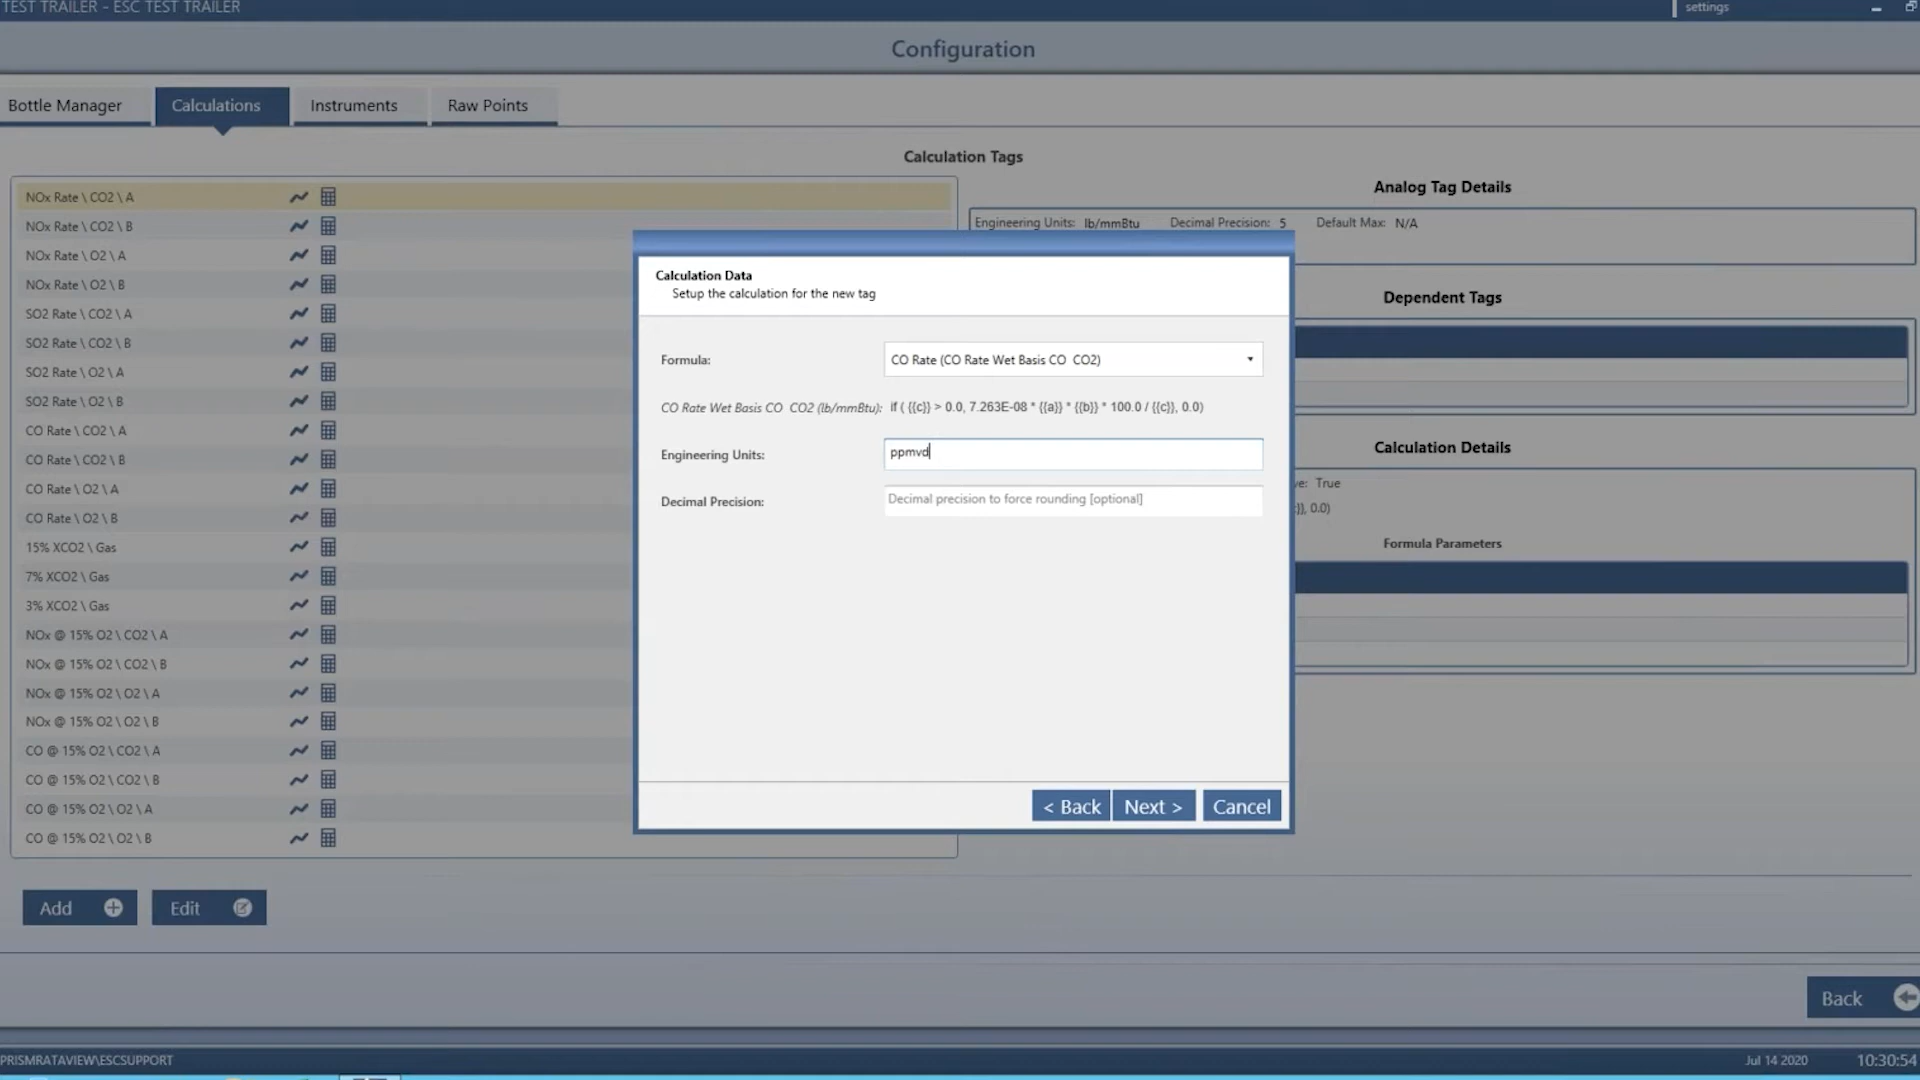 TEST TRAILER - ESC TEST TRAILER
settings
Configuration
Bottle Manager
Calculations
Instruments
Raw Points
Calculation Tags
NOx Rate \ CO2 \ A
NOx Rate \ CO2 \ B
NOx Rate \ O2 \ A
NOx Rate \ O2 \ B
SO2 Rate \ CO2 \ A
SO2 Rate \ CO2 \ B
SO2 Rate \ O2 \ A
SO2 Rate \ O2 \ B
CO Rate \ CO2 \ A
CO Rate \ CO2 \ B
CO Rate \ O2 \ A
CO Rate \ O2 \ B
15% XCO2 \ Gas
7% XCO2 \ Gas
3% XCO2 \ Gas
NOx @ 15% O2 \ CO2 \ A
NOx @ 15% O2 \ CO2 \ B
NOx @ 15% O2 \ O2 \ A
NOx @ 15% O2 \ O2 \ B
CO @ 15% O2 \ CO2 \ A
CO @ 15% O2 \ CO2 \ B
CO @ 15% O2 \ O2 \ A
CO @ 15% O2 \ O2 \ B
Analog Tag Details
Engineering Units: lb/mmBtu Decimal Precision: 5 Default Max: N/A
Dependent Tags
Calculation Details
ve: True
:}}, 0.0)
Formula Parameters
Calculation Data
Setup the calculation for the new tag
Formula: CO Rate (CO Rate Wet Basis CO CO2)
CO Rate Wet Basis CO CO2 (lb/mmBtu): if ( {{c}} > 0.0, 7.263E-08 * {{a}} * {{b}} * 100.0 / {{c}}, 0.0)
Engineering Units: ppmvd
Decimal Precision: Decimal precision to force rounding [optional]
< Back
Next >
Cancel
Add
Edit
Back
PRISMRATAVIEW\ESCSUPPORT
Jul 14 2020
10:30:54